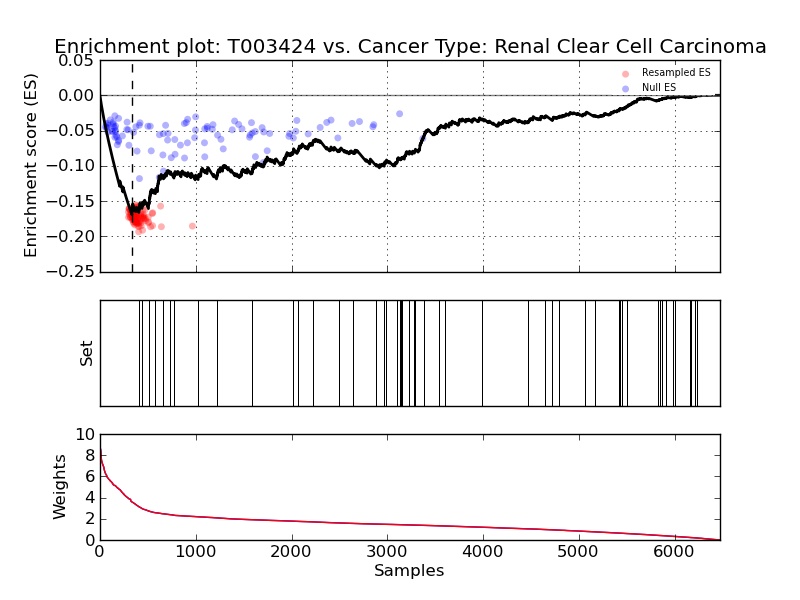 Enrichment plot: T003424 vs. Cancer Type: Renal Clear Cell Carcinoma
0.05
0.00
−0.05
−0.10
−0.15
−0.20
−0.25
Enrichment score (ES)
Resampled ES
Null ES
Set
10
8
6
4
2
0
Weights
0 1000 2000 3000 4000 5000 6000
Samples